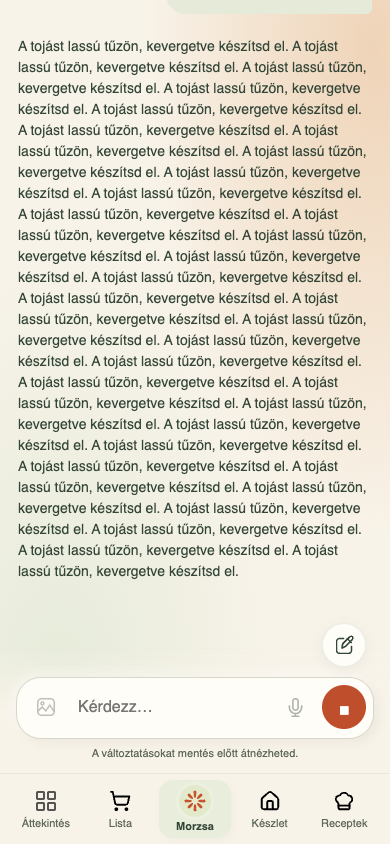 A tojást lassú tűzön, kevergetve készítsd el. A tojást
lassú tűzön, kevergetve készítsd el. A tojást lassú tűzön,
kevergetve készítsd el. A tojást lassú tűzön, kevergetve
készítsd el. A tojást lassú tűzön, kevergetve készítsd el.
A tojást lassú tűzön, kevergetve készítsd el. A tojást
lassú tűzön, kevergetve készítsd el. A tojást lassú tűzön,
kevergetve készítsd el. A tojást lassú tűzön, kevergetve
készítsd el. A tojást lassú tűzön, kevergetve készítsd el.
A tojást lassú tűzön, kevergetve készítsd el. A tojást
lassú tűzön, kevergetve készítsd el. A tojást lassú tűzön,
kevergetve készítsd el. A tojást lassú tűzön, kevergetve
készítsd el. A tojást lassú tűzön, kevergetve készítsd el.
A tojást lassú tűzön, kevergetve készítsd el. A tojást
lassú tűzön, kevergetve készítsd el. A tojást lassú tűzön,
kevergetve készítsd el. A tojást lassú tűzön, kevergetve
készítsd el. A tojást lassú tűzön, kevergetve készítsd el.
A tojást lassú tűzön, kevergetve készítsd el. A tojást
lassú tűzön, kevergetve készítsd el. A tojást lassú tűzön,
kevergetve készítsd el. A tojást lassú tűzön, kevergetve
készítsd el. A tojást lassú tűzön, kevergetve készítsd el.
A tojást lassú tűzön, kevergetve készítsd el. A tojást
lassú tűzön, kevergetve készítsd el. A tojást lassú tűzön,
kevergetve készítsd el. A tojást lassú tűzön, kevergetve
készítsd el. A tojást lassú tűzön, kevergetve készítsd el.
A tojást lassú tűzön, kevergetve készítsd el. A tojást
lassú tűzön, kevergetve készítsd el.
Kérdezz…
A változtatásokat mentés előtt átnézheted.
Áttekintés Lista Morzsa Készlet Receptek